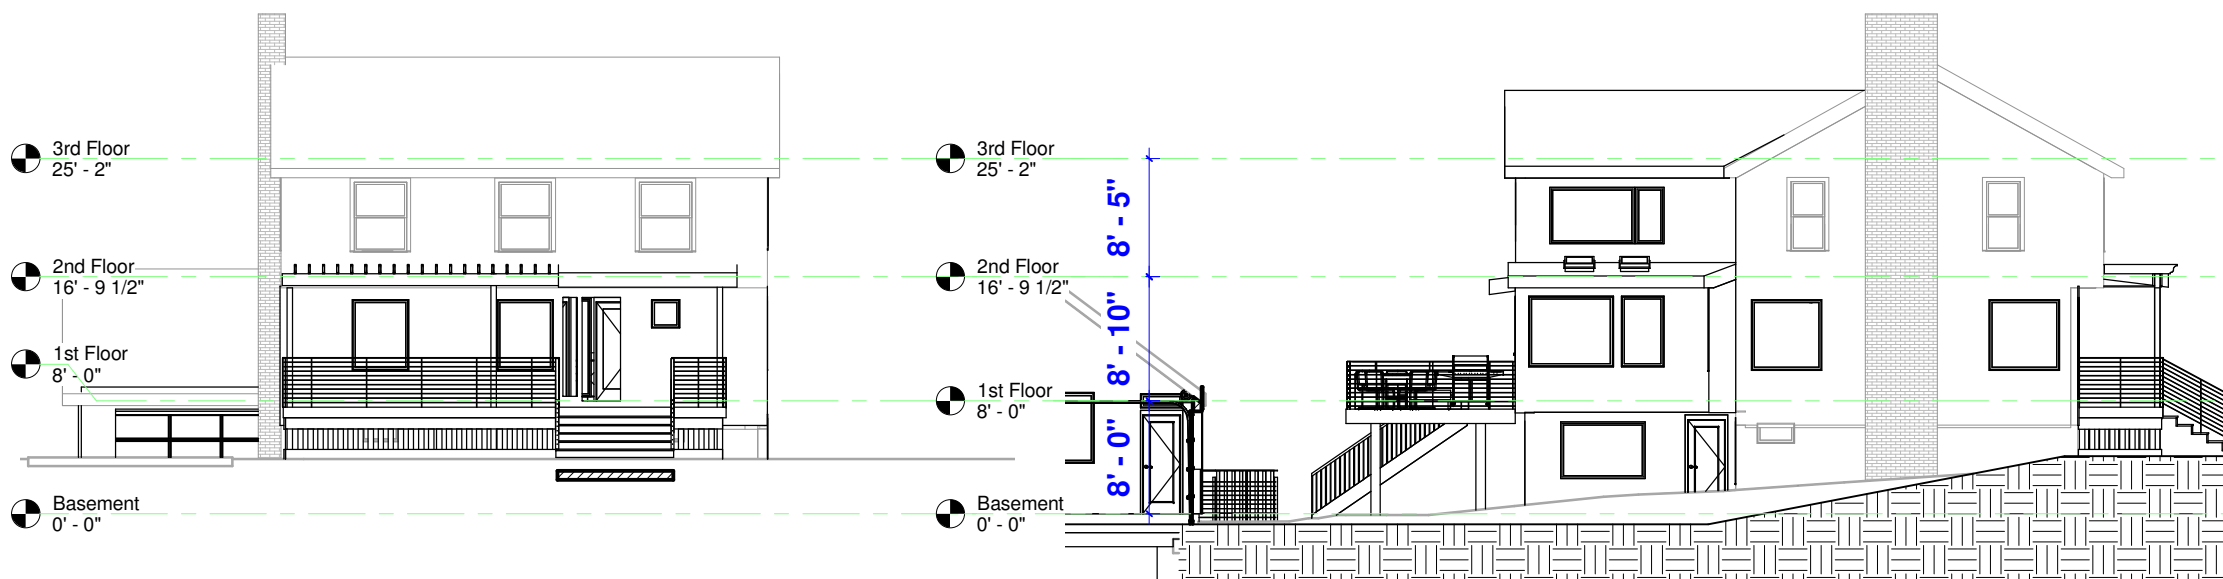 3rd Floor
25' - 2"
2nd Floor
16' - 9 1/2"
1st Floor
8' - 0"
Basement
0' - 0"
3rd Floor
25' - 2"
2nd Floor
16' - 9 1/2"
1st Floor
8' - 0"
Basement
0' - 0"
8' - 5"
8' - 10"
8' - 0"